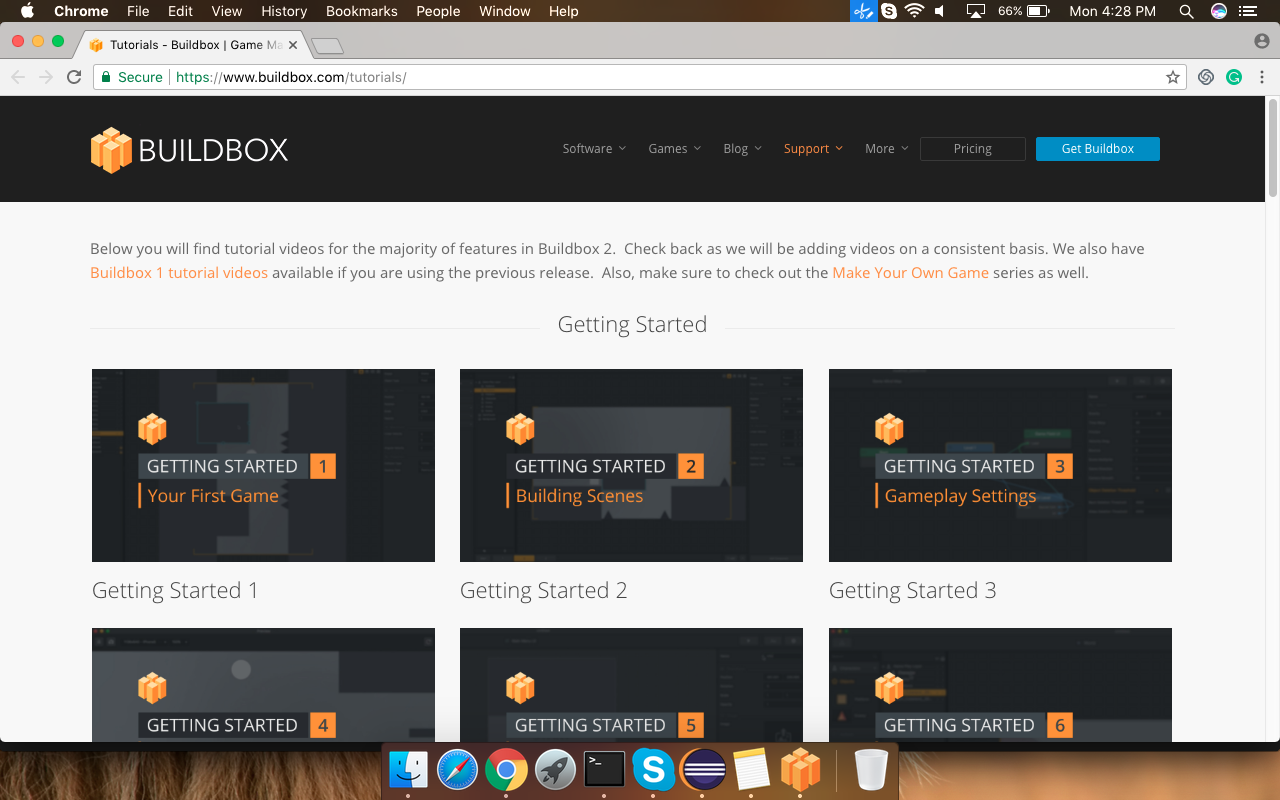 Chrome File Edit View History Bookmarks People Window Help 66% Mon 4:28 PM
Tutorials - Buildbox | Game Ma
Secure https://www.buildbox.com/tutorials/
BUILDBOX Software Games Blog Support More Pricing Get Buildbox
Below you will find tutorial videos for the majority of features in Buildbox 2. Check back as we will be adding videos on a consistent basis. We also have
Buildbox 1 tutorial videos available if you are using the previous release. Also, make sure to check out the Make Your Own Game series as well.
Getting Started
GETTING STARTED 1
Your First Game
GETTING STARTED 2
Building Scenes
GETTING STARTED 3
Gameplay Settings
Getting Started 1
Getting Started 2
Getting Started 3
GETTING STARTED 4
GETTING STARTED 5
GETTING STARTED 6